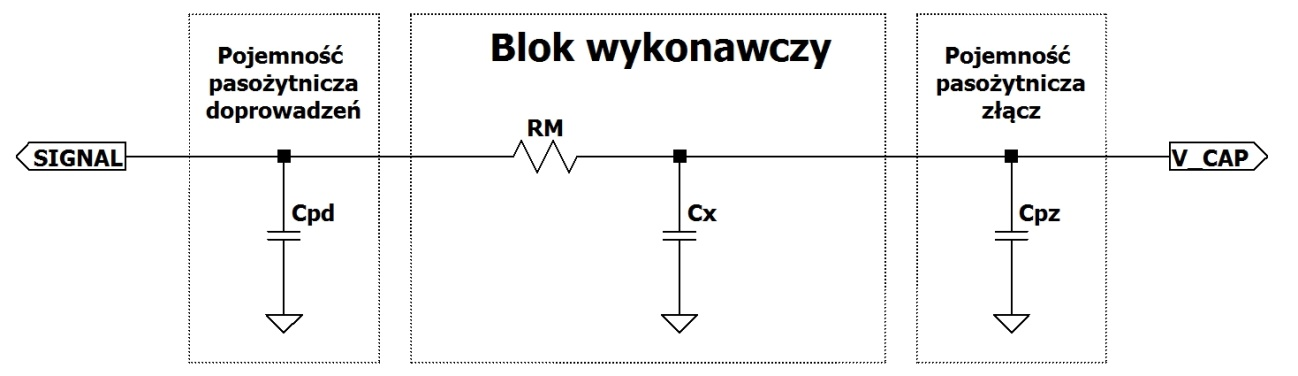 Pojemność
pasożytnicza
doprowadzeń
Blok wykonawczy
Pojemność
pasożytnicza
złącz
SIGNAL
RM
V_CAP
Cpd
Cx
Cpz